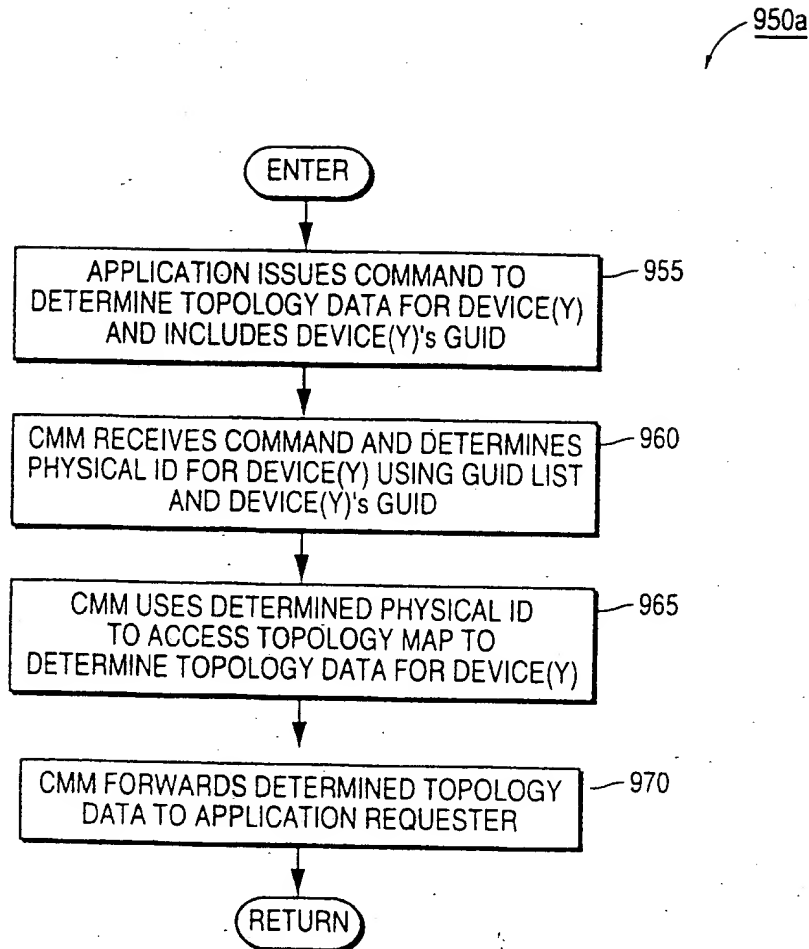 950a
ENTER
APPLICATION ISSUES COMMAND TO
DETERMINE TOPOLOGY DATA FOR DEVICE(Y)
AND INCLUDES DEVICE(Y)'s GUID
955
CMM RECEIVES COMMAND AND DETERMINES
PHYSICAL ID FOR DEVICE(Y) USING GUID LIST
AND DEVICE(Y)'s GUID
960
CMM USES DETERMINED PHYSICAL ID
TO ACCESS TOPOLOGY MAP TO
DETERMINE TOPOLOGY DATA FOR DEVICE(Y)
965
CMM FORWARDS DETERMINED TOPOLOGY
DATA TO APPLICATION REQUESTER
970
RETURN